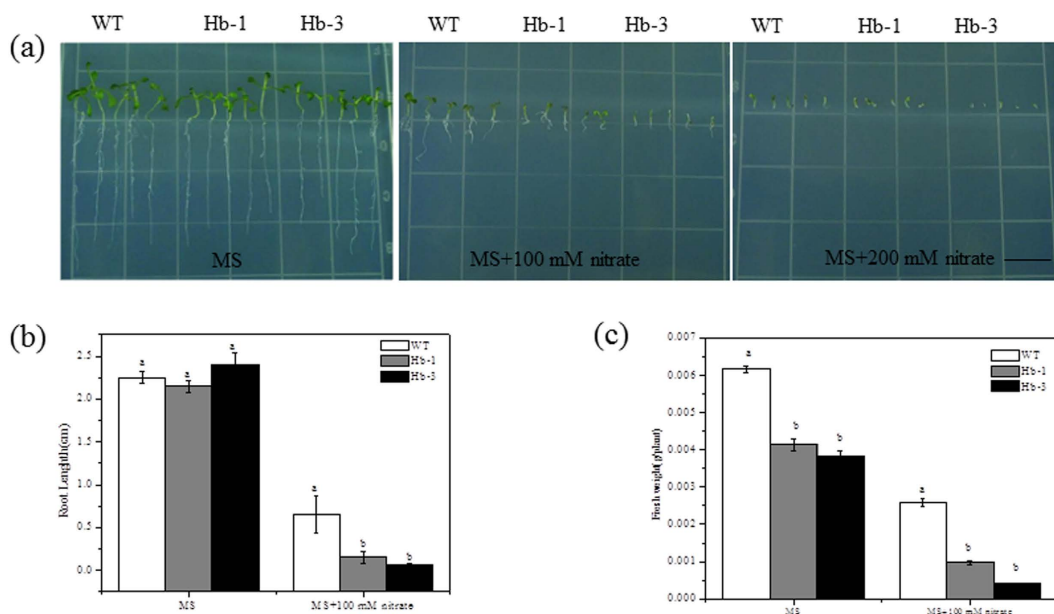 WT Hb-1 Hb-3 WT Hb-1 Hb-3 WT Hb-1 Hb-3
(a)
MS MS+100 mM nitrate MS+200 mM nitrate
(b)
2.5
2.0
1.5
1.0
0.5
0.0
Root Lenghth(cm)
a a a
a b b
WT
Hb-1
Hb-3
MS MS+100 mM nitrate
(c)
0.007
0.006
0.005
0.004
0.003
0.002
0.001
0.000
Fresh weight(g/plant)
a b b
a b b
WT
Hb-1
Hb-3
MS MS+100 mM nitrate